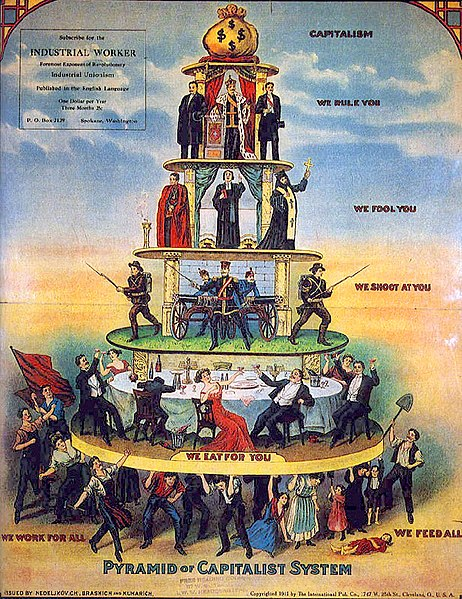 Subscribe for the
INDUSTRIAL WORKER
Foremost Exponent of Revolutionary
Industrial Unionism
Published in the English Language
One Dollar per Year
Three Months 25c
P. O. Box 2129 Spokane, Washington
$ $ $ $
CAPITALISM
WE RULE YOU
WE FOOL YOU
WE SHOOT AT YOU
WE EAT FOR YOU
WE WORK FOR ALL
WE FEED ALL
PYRAMID OF CAPITALIST SYSTEM
ISSUED BY NEDELJKOVICH, BRASHICH AND KUHARICH.
Copyrighted 1911 by The International Pub. Co., W. 25th St., Cleveland, O., U. S. A.